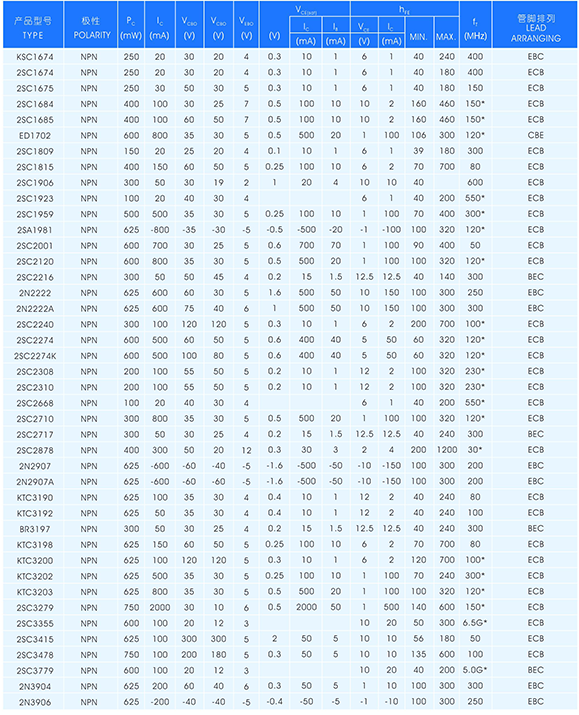 产品型号 极性 PC IC VCBO VCBO VEBO VCE(sat) hFE fT 管脚排列
TYPE POLARITY (mW) (mA) (V) (V) (V) (V) IC (mA) IB (mA) VCE (V) IC (mA) MIN. MAX. (MHz) LEAD ARRANGING
KSC1674 NPN 250 20 30 20 4 0.3 10 1 6 1 40 240 400 EBC
2SC1674 NPN 250 20 30 20 4 0.3 10 1 6 1 40 180 400 ECB
2SC1675 NPN 250 30 50 30 5 0.3 10 1 6 1 40 180 150 ECB
2SC1684 NPN 400 100 30 25 7 0.5 100 10 10 2 160 460 150* ECB
2SC1685 NPN 400 100 60 50 7 0.5 100 10 10 2 160 460 150* ECB
ED1702 NPN 600 800 35 30 5 0.5 500 20 1 100 106 300 120* CBE
2SC1809 NPN 150 20 25 20 4 0.1 10 1 6 1 39 180 300 ECB
2SC1815 NPN 400 150 60 50 5 0.25 100 10 6 2 70 700 80 ECB
2SC1906 NPN 300 50 30 19 2 1 20 4 10 10 40 600 ECB
2SC1923 NPN 100 20 40 30 4 6 1 40 200 550* ECB
2SC1959 NPN 500 500 35 30 5 0.25 100 10 1 100 70 400 300* ECB
2SA1981 NPN 625 -800 -35 -30 -5 -0.5 -500 -20 -1 -100 100 320 120* ECB
2SC2001 NPN 600 700 30 25 5 0.6 700 70 1 100 90 400 50 ECB
2SC2120 NPN 600 800 35 30 5 0.5 500 20 1 100 100 320 120* ECB
2SC2216 NPN 300 50 50 45 4 0.2 15 1.5 12.5 12.5 40 140 300 BEC
2N2222 NPN 625 600 60 30 5 1.6 500 50 10 150 100 300 250 EBC
2N2222A NPN 625 600 75 40 6 1 500 50 10 150 100 300 300 EBC
2SC2240 NPN 300 100 120 120 5 0.3 10 1 6 2 200 700 100* ECB
2SC2274 NPN 600 500 60 50 5 0.6 400 40 5 50 60 320 120* ECB
2SC2274K NPN 600 500 100 80 5 0.6 400 40 5 50 60 320 120* ECB
2SC2308 NPN 200 100 55 50 5 0.2 10 1 12 2 100 320 230* ECB
2SC2310 NPN 200 100 55 50 5 0.2 10 1 12 2 100 320 230* ECB
2SC2668 NPN 100 20 40 30 4 6 1 40 200 550* ECB
2SC2710 NPN 300 800 35 30 5 0.5 500 20 1 100 100 320 120* ECB
2SC2717 NPN 300 50 30 25 4 0.2 15 1.5 12.5 12.5 40 240 300 BEC
2SC2878 NPN 400 300 50 20 12 0.3 30 3 2 4 200 1200 30* ECB
2N2907 NPN 625 -600 -60 -40 -5 -1.6 -500 -50 -10 -150 100 300 200 EBC
2N2907A NPN 625 -600 -60 -60 -5 -1.6 -500 -50 -10 -150 100 300 200 EBC
KTC3190 NPN 625 100 35 30 4 0.4 10 1 12 2 40 240 80 ECB
KTC3192 NPN 625 50 35 30 4 0.4 10 1 12 2 40 240 100 ECB
BR3197 NPN 300 50 30 25 4 0.2 15 1.5 12.5 12.5 40 240 300 BEC
KTC3198 NPN 625 150 60 50 5 0.25 100 10 6 2 70 700 80 ECB
KTC3200 NPN 625 100 120 120 5 0.3 10 1 6 2 120 700 100* ECB
KTC3202 NPN 625 500 35 30 5 0.25 100 10 1 100 70 240 300* ECB
KTC3203 NPN 625 800 35 30 5 0.5 500 20 1 100 100 320 120* ECB
2SC3279 NPN 750 2000 30 10 6 0.5 2000 50 1 500 140 600 150* ECB
2SC3355 NPN 600 100 20 12 3 10 20 50 300 6.5G* ECB
2SC3415 NPN 625 100 300 300 5 2 50 5 10 10 56 180 50 ECB
2SC3478 NPN 750 100 200 180 5 0.3 50 5 10 10 135 600 100 ECB
2SC3779 NPN 600 100 20 12 3 10 20 40 200 5.0G* BEC
2N3904 NPN 625 200 60 40 6 0.3 50 5 1 10 100 300 300 EBC
2N3906 NPN 625 -200 -40 -40 -5 -0.4 -50 -5 -1 -10 100 300 250 EBC